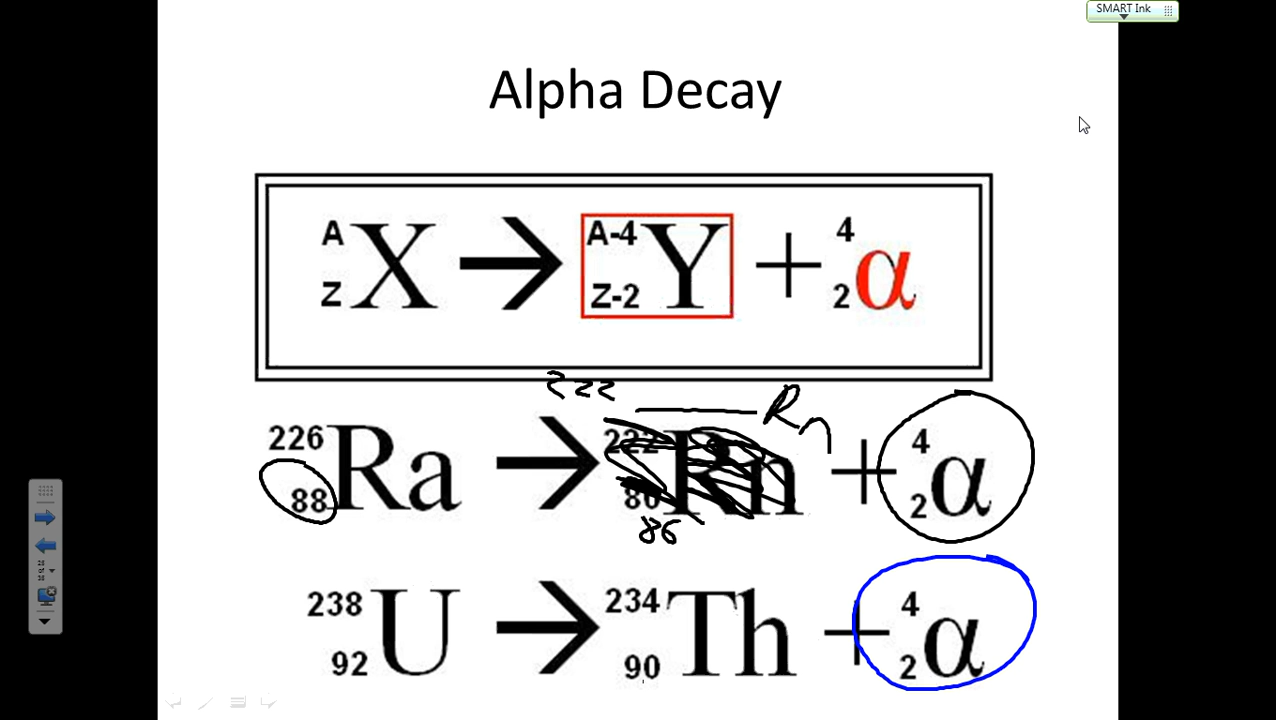 SMART Ink
Alpha Decay
A X → A-4 Y + 4 α
Z Z-2 2
222 Rn
226 Ra → 222 Rn + 4 α
88 86 2
86
238 U → 234 Th + 4 α
92 90 2